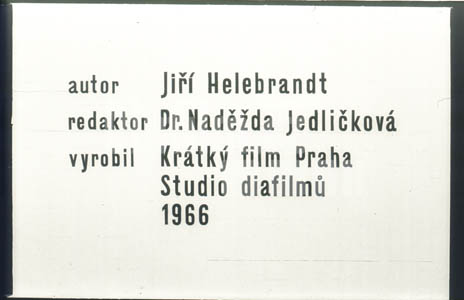 autor Jiří Helebrandt
redaktor Dr. Naděžda Jedličková
vyrobil Krátký film Praha
Studio diafilmů
1966